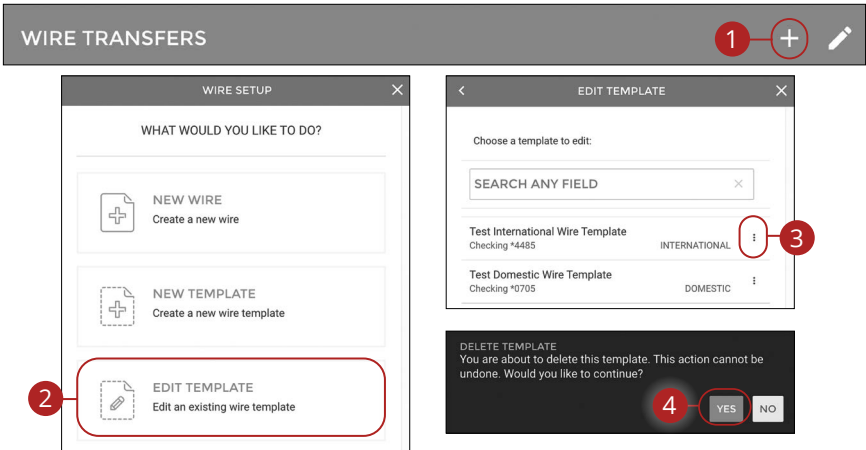 WIRE TRANSFERS
1
WIRE SETUP
WHAT WOULD YOU LIKE TO DO?
NEW WIRE
Create a new wire
NEW TEMPLATE
Create a new wire template
2
EDIT TEMPLATE
Edit an existing wire template
EDIT TEMPLATE
Choose a template to edit:
SEARCH ANY FIELD
Test International Wire Template
Checking *4485 INTERNATIONAL
3
Test Domestic Wire Template
Checking *0705 DOMESTIC
DELETE TEMPLATE
You are about to delete this template. This action cannot be
undone. Would you like to continue?
4 YES NO